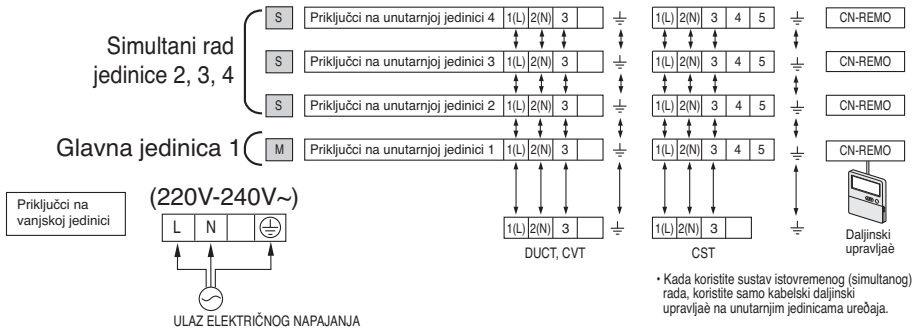 S Priključci na unutarnjoj jedinici 4 1(L) 2(N) 3 1(L) 2(N) 3 4 5 CN-REMO
Simultani rad
jedinice 2, 3, 4
S Priključci na unutarnjoj jedinici 3 1(L) 2(N) 3 1(L) 2(N) 3 4 5 CN-REMO
S Priključci na unutarnjoj jedinici 2 1(L) 2(N) 3 1(L) 2(N) 3 4 5 CN-REMO
Glavna jedinica 1 M Priključci na unutarnjoj jedinici 1 1(L) 2(N) 3 1(L) 2(N) 3 4 5 CN-REMO
Priključci na
vanjskoj jedinici
(220V-240V~)
L N
1(L) 2(N) 3 1(L) 2(N) 3
DUCT, CVT CST
Daljinski
upravljaè
ULAZ ELEKTRIČNOG NAPAJANJA
• Kada koristite sustav istovremenog (simultanog)
rada, koristite samo kabelski daljinski
upravljaè na unutarnjim jedinicama uređaja.